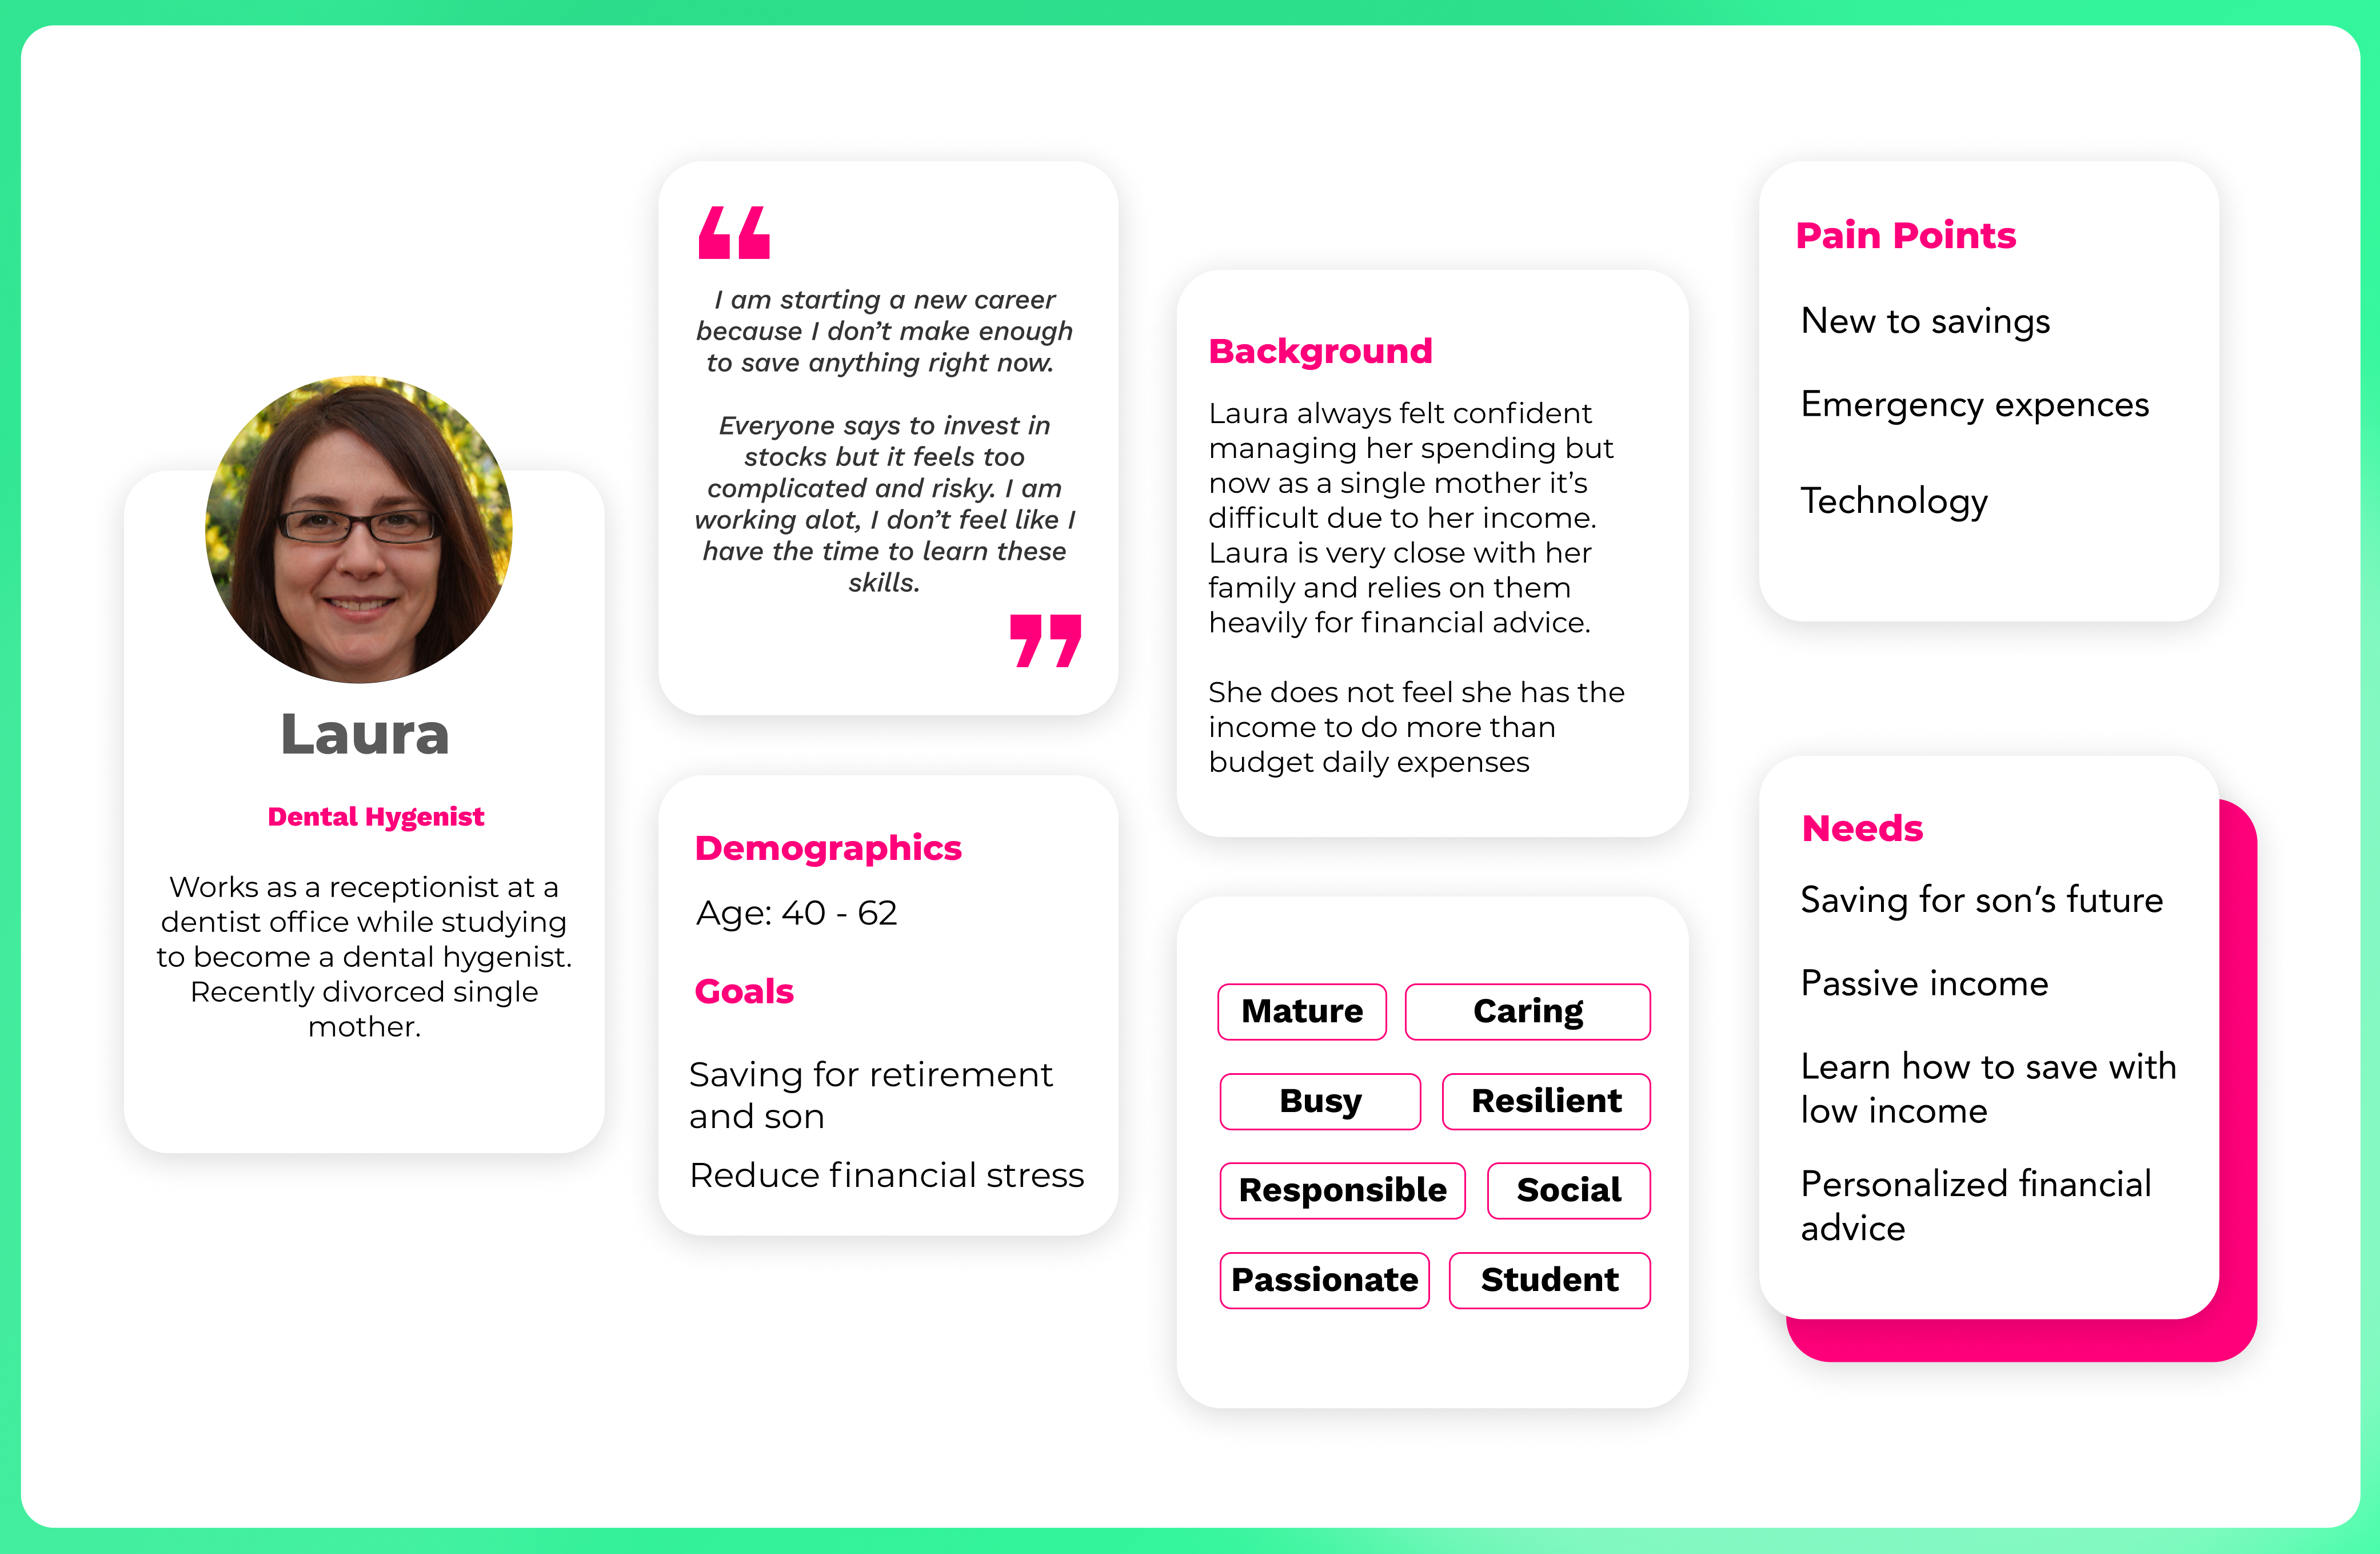 Laura
Dental Hygenist
Works as a receptionist at a
dentist office while studying
to become a dental hygenist.
Recently divorced single
mother.
“
I am starting a new career
because I don’t make enough
to save anything right now.
Everyone says to invest in
stocks but it feels too
complicated and risky. I am
working alot, I don’t feel like I
have the time to learn these
skills.
”
Demographics
Age: 40 - 62
Goals
Saving for retirement
and son
Reduce financial stress
Background
Laura always felt confident
managing her spending but
now as a single mother it’s
difficult due to her income.
Laura is very close with her
family and relies on them
heavily for financial advice.
She does not feel she has the
income to do more than
budget daily expenses
Mature Caring
Busy Resilient
Responsible Social
Passionate Student
Pain Points
New to savings
Emergency expences
Technology
Needs
Saving for son’s future
Passive income
Learn how to save with
low income
Personalized financial
advice